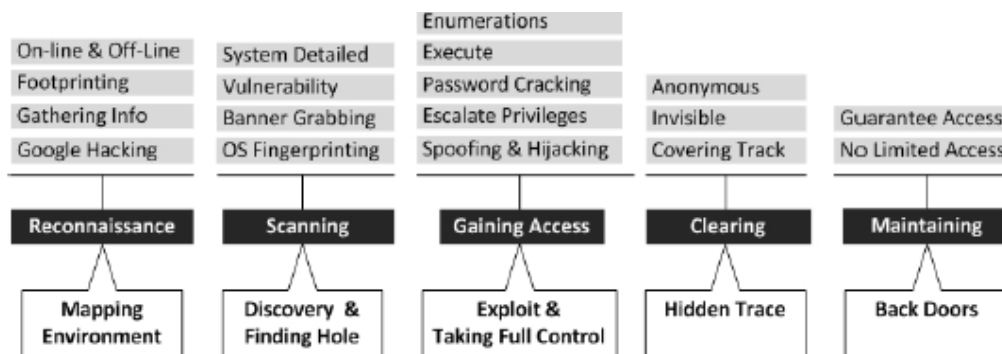 On-line & Off-Line
Footprinting
Gathering Info
Google Hacking
Reconnaissance
Mapping
Environment
System Detailed
Vulnerability
Banner Grabbing
OS Fingerprinting
Scanning
Discovery &
Finding Hole
Enumerations
Execute
Password Cracking
Escalate Privileges
Spoofing & Hijacking
Gaining Access
Exploit &
Taking Full Control
Anonymous
Invisible
Covering Track
Clearing
Hidden Trace
Guarantee Access
No Limited Access
Maintaining
Back Doors